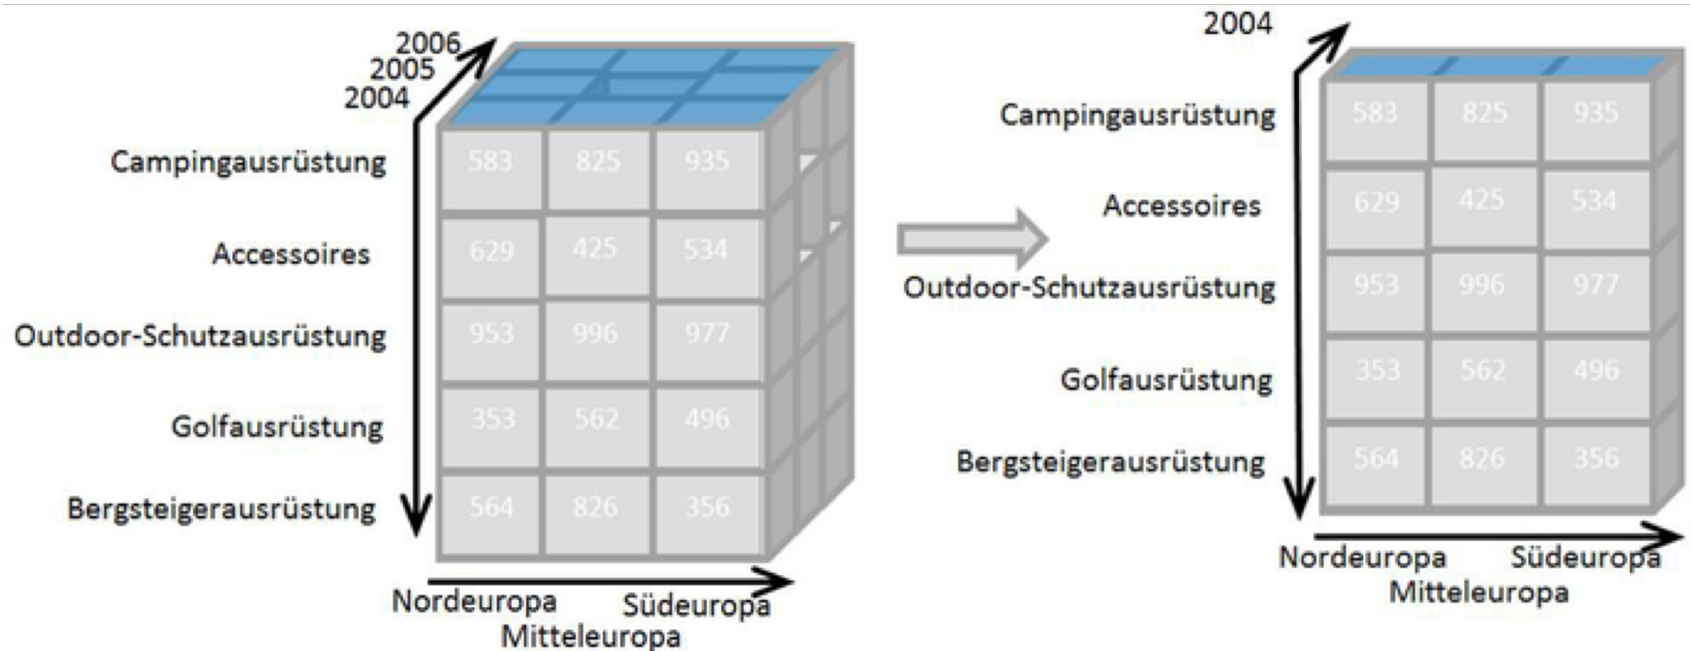 2006
2005
2004
Campingausrüstung 583 825 935
Accessoires 629 425 534
Outdoor-Schutzausrüstung 953 996 977
Golfausrüstung 353 562 496
Bergsteigerausrüstung 564 826 356
Nordeuropa Südeuropa
Mitteleuropa
2004
Campingausrüstung 583 825 935
Accessoires 629 425 534
Outdoor-Schutzausrüstung 953 996 977
Golfausrüstung 353 562 496
Bergsteigerausrüstung 564 826 356
Nordeuropa Südeuropa
Mitteleuropa